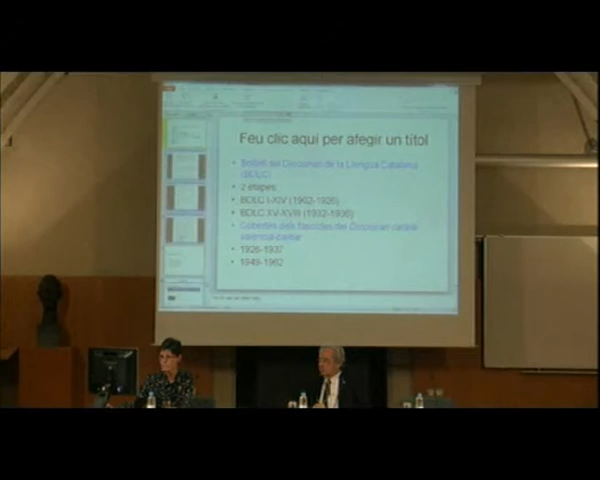 Feu clic aquí per afegir un títol
• Bolletí del Diccionari de la Llengua Catalana
(BDLC)
• 2 etapes:
• BDLC I-XIV (1902-1926)
• BDLC XV-XVIII (1932-1936)
• Cobertes dels fascicles del Diccionari català-
valencià-balear
• 1926-1937
• 1949-1962